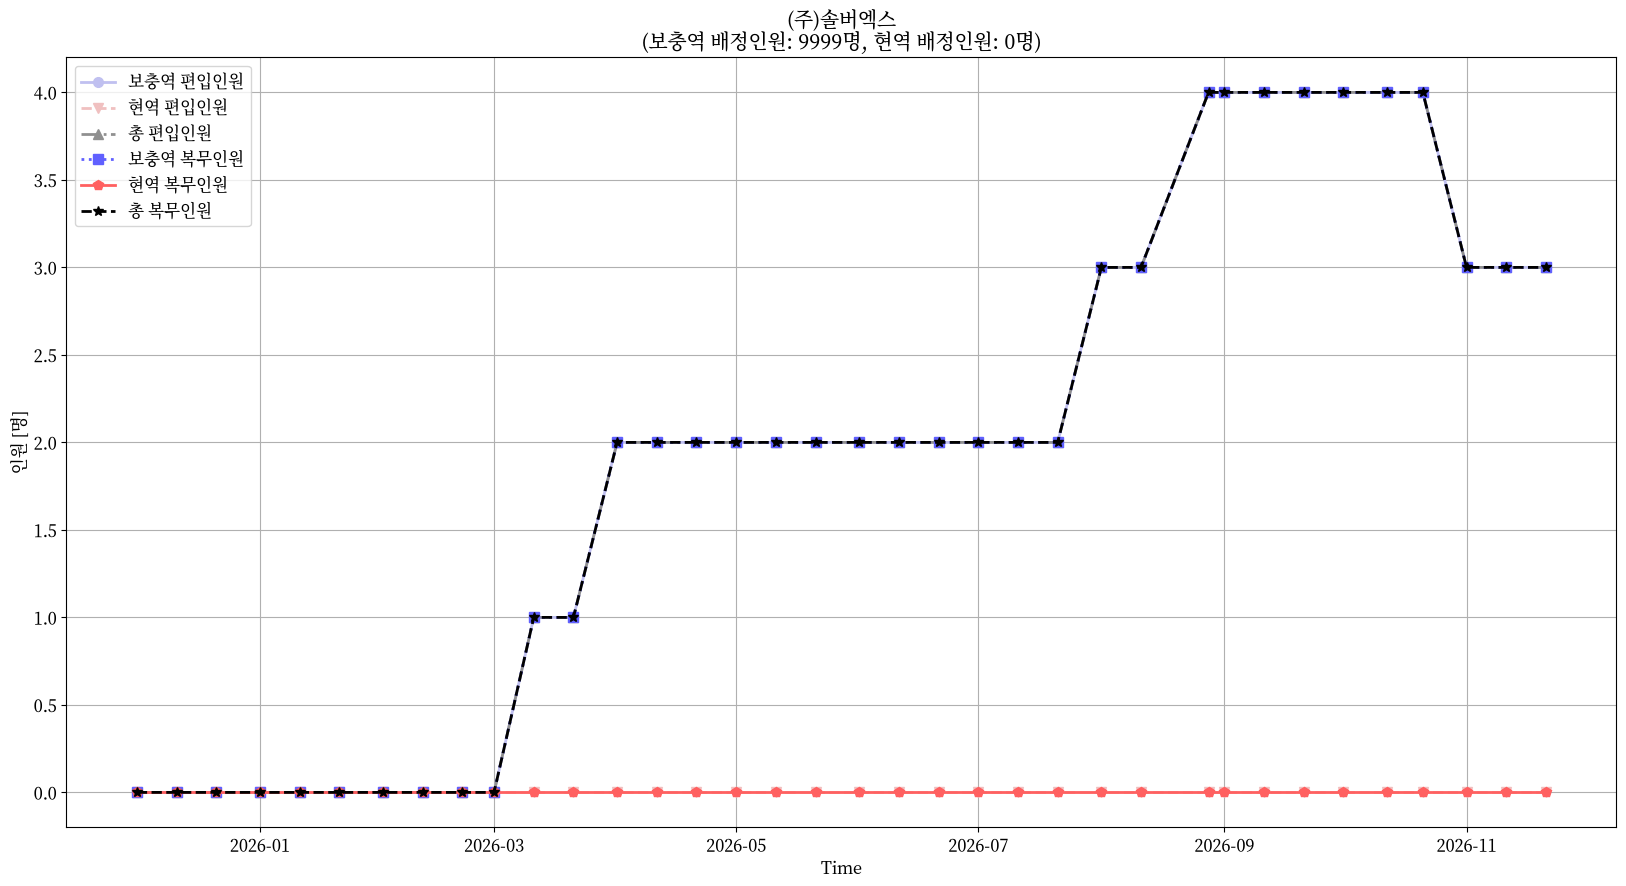 (주)솔버엑스
(보충역 배정인원: 9999명, 현역 배정인원: 0명)
보충역 편입인원
현역 편입인원
총 편입인원
보충역 복무인원
현역 복무인원
총 복무인원
인원 [명]
4.0
3.5
3.0
2.5
2.0
1.5
1.0
0.5
0.0
2026-01 2026-03 2026-05 2026-07 2026-09 2026-11
Time